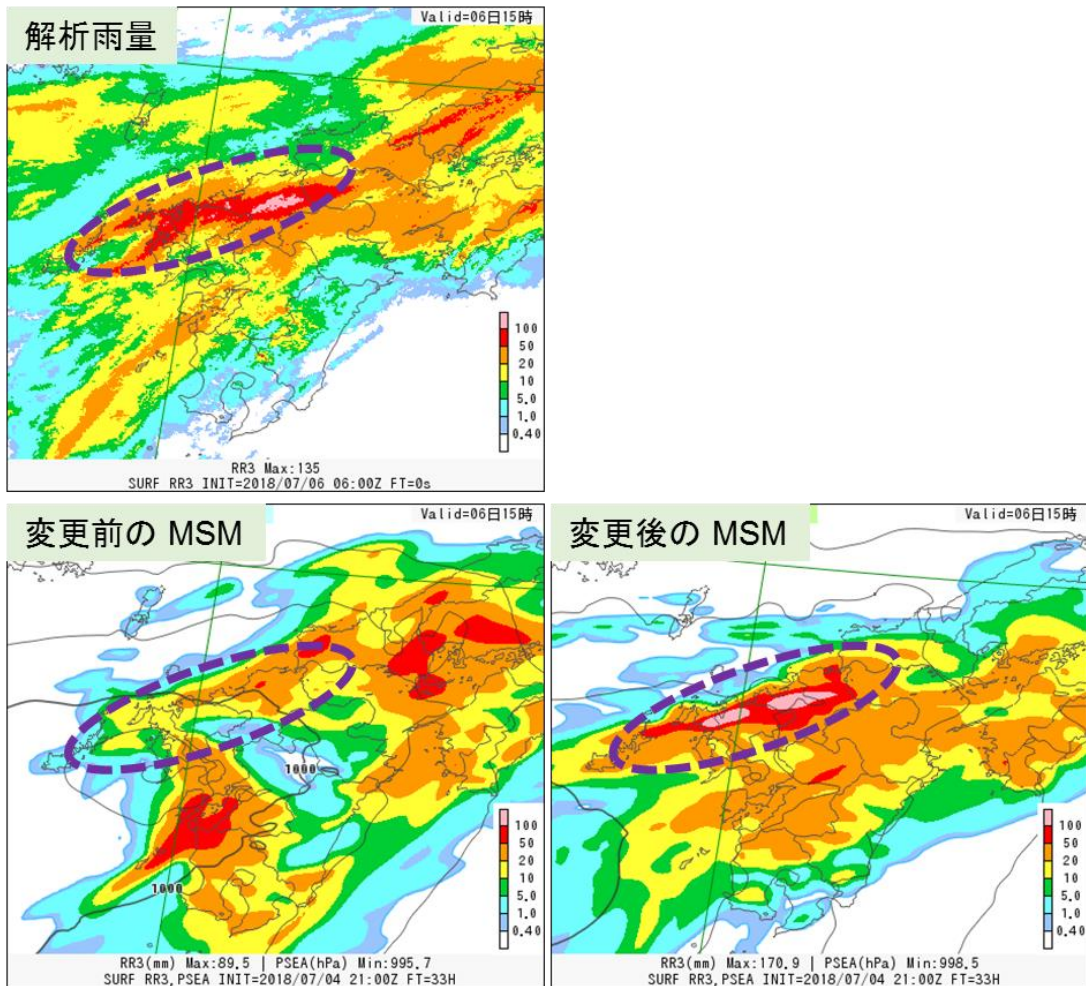 解析雨量
Valid=06日15時
100
50
20
10
5.0
1.0
0.40
RR3 Max:135
SURF RR3 INIT=2018/07/06 06:00Z FT=0s
変更前の MSM
Valid=06日15時
1000
1000
100
50
20
10
5.0
1.0
0.40
RR3(mm) Max:89.5 | PSEA(hPa) Min:995.7
SURF RR3,PSEA INIT=2018/07/04 21:00Z FT=33H
変更後の MSM
Valid=06日15時
100
50
20
10
5.0
1.0
0.40
RR3(mm) Max:170.9 | PSEA(hPa) Min:998.5
SURF RR3,PSEA INIT=2018/07/04 21:00Z FT=33H